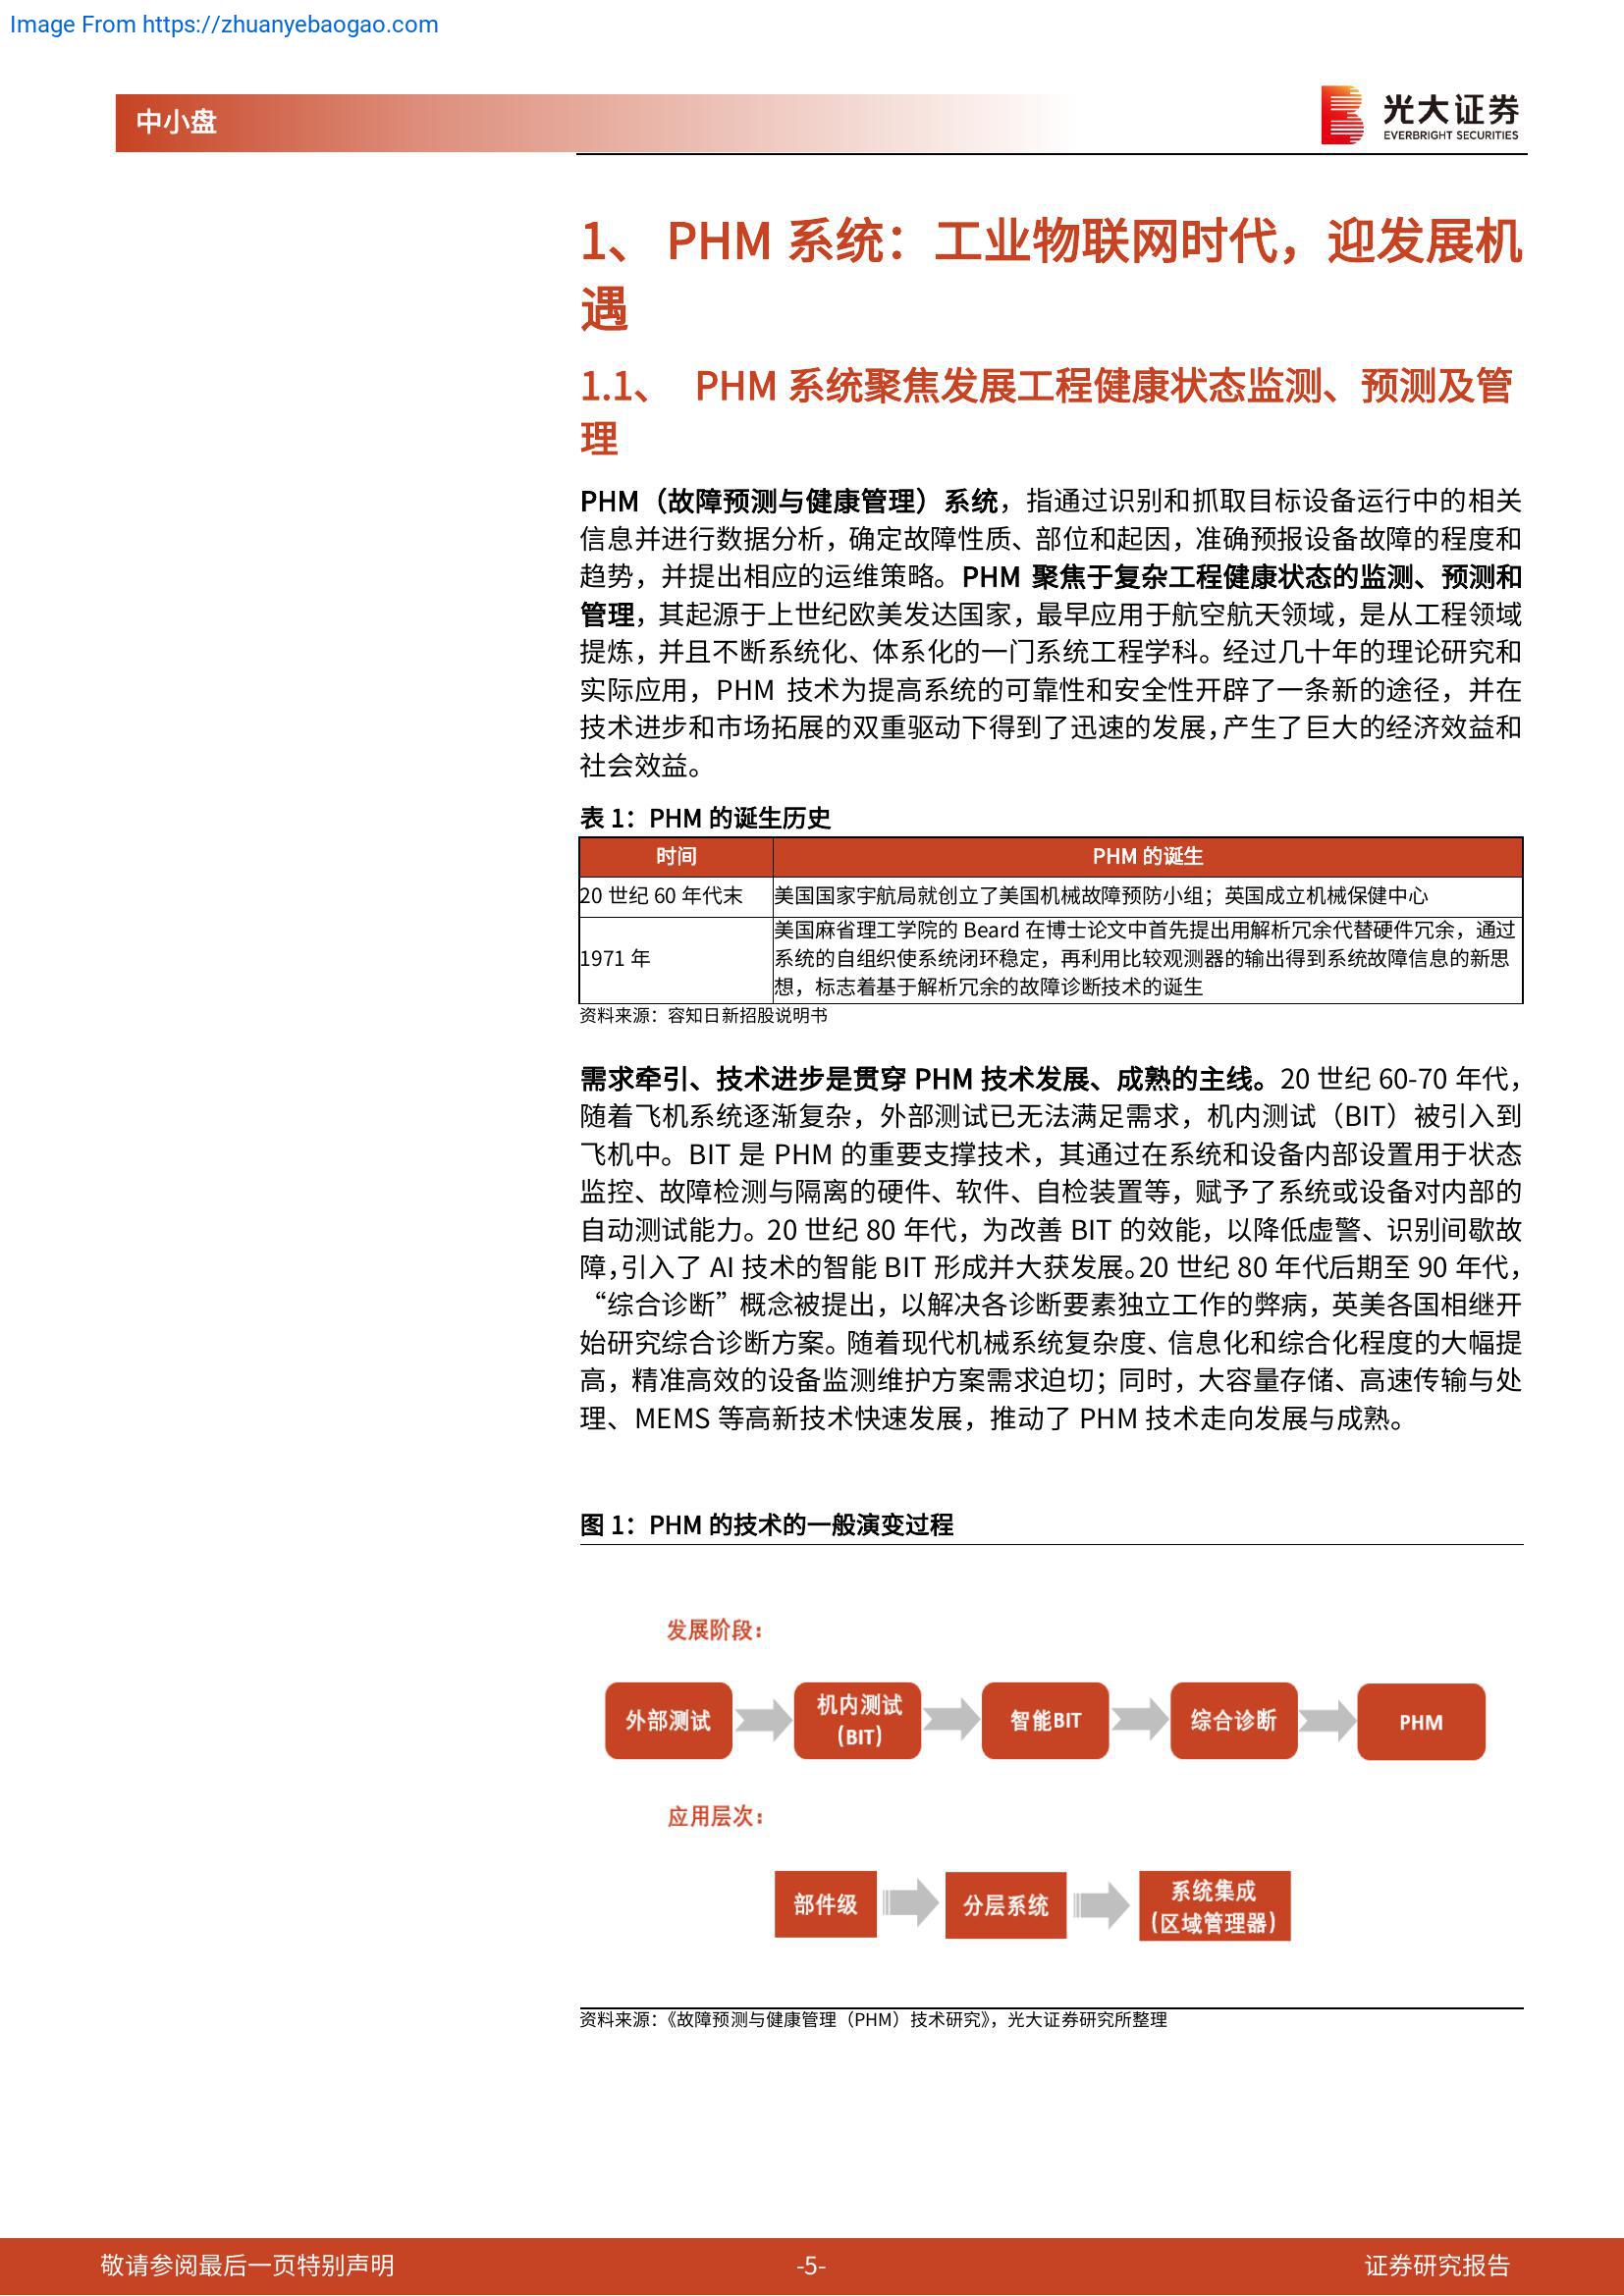 Image From https://zhuanyebaogao.com
中小盘
光大证券
EVERBRIGHT SECURITIES
1、 PHM 系统：工业物联网时代，迎发展机
遇
1.1、 PHM 系统聚焦发展工程健康状态监测、预测及管
理
PHM（故障预测与健康管理）系统，指通过识别和抓取目标设备运行中的相关
信息并进行数据分析，确定故障性质、部位和起因，准确预报设备故障的程度和
趋势，并提出相应的运维策略。PHM 聚焦于复杂工程健康状态的监测、预测和
管理，其起源于上世纪欧美发达国家，最早应用于航空航天领域，是从工程领域
提炼，并且不断系统化、体系化的一门系统工程学科。经过几十年的理论研究和
实际应用，PHM 技术为提高系统的可靠性和安全性开辟了一条新的途径，并在
技术进步和市场拓展的双重驱动下得到了迅速的发展，产生了巨大的经济效益和
社会效益。
表 1：PHM 的诞生历史
时间 PHM 的诞生
20 世纪 60 年代末 美国国家宇航局就创立了美国机械故障预防小组；英国成立机械保健中心
美国麻省理工学院的 Beard 在博士论文中首先提出用解析冗余代替硬件冗余，通过
1971 年 系统的自组织使系统闭环稳定，再利用比较观测器的输出得到系统故障信息的新思
想，标志着基于解析冗余的故障诊断技术的诞生
资料来源：容知日新招股说明书
需求牵引、技术进步是贯穿 PHM 技术发展、成熟的主线。20 世纪 60-70 年代，
随着飞机系统逐渐复杂，外部测试已无法满足需求，机内测试（BIT）被引入到
飞机中。BIT 是 PHM 的重要支撑技术，其通过在系统和设备内部设置用于状态
监控、故障检测与隔离的硬件、软件、自检装置等，赋予了系统或设备对内部的
自动测试能力。20 世纪 80 年代，为改善 BIT 的效能，以降低虚警、识别间歇故
障，引入了 AI 技术的智能 BIT 形成并大获发展。20 世纪 80 年代后期至 90 年代，
“综合诊断”概念被提出，以解决各诊断要素独立工作的弊病，英美各国相继开
始研究综合诊断方案。随着现代机械系统复杂度、信息化和综合化程度的大幅提
高，精准高效的设备监测维护方案需求迫切；同时，大容量存储、高速传输与处
理、MEMS 等高新技术快速发展，推动了 PHM 技术走向发展与成熟。
图 1：PHM 的技术的一般演变过程
发展阶段：
外部测试 机内测试 智能BIT 综合诊断 PHM
（BIT）
应用层次：
部件级 分层系统 系统集成
（区域管理器）
资料来源：《故障预测与健康管理（PHM）技术研究》，光大证券研究所整理
敬请参阅最后一页特别声明 -5- 证券研究报告